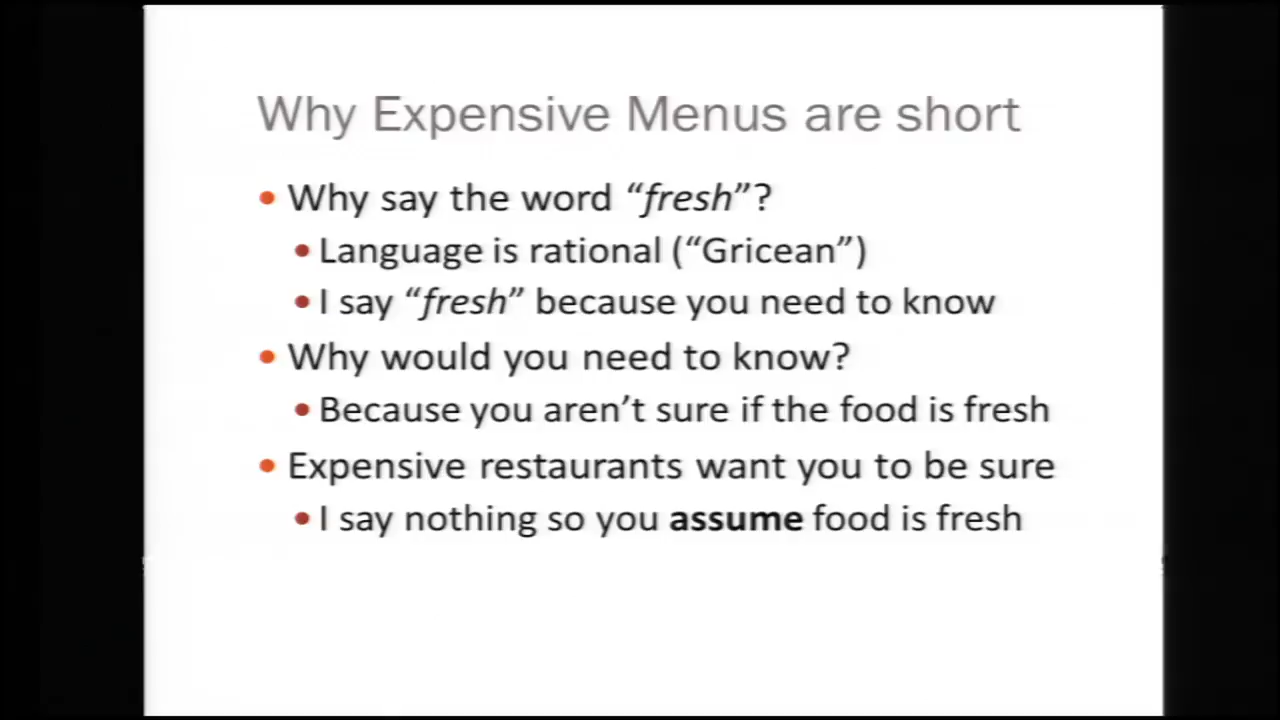 Why Expensive Menus are short
• Why say the word “fresh”?
• Language is rational (“Gricean”)
• I say “fresh” because you need to know
• Why would you need to know?
• Because you aren’t sure if the food is fresh
• Expensive restaurants want you to be sure
• I say nothing so you assume food is fresh